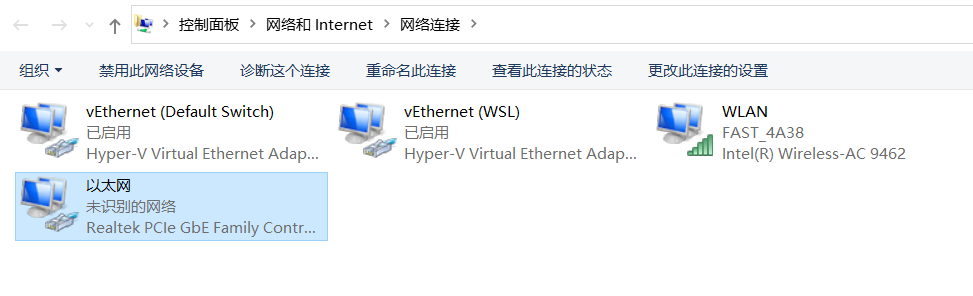 控制面板 > 网络和 Internet > 网络连接 >
组织 禁用此网络设备 诊断这个连接 重命名此连接 查看此连接的状态 更改此连接的设置
vEthernet (Default Switch)
已启用
Hyper-V Virtual Ethernet Adap...
vEthernet (WSL)
已启用
Hyper-V Virtual Ethernet Adap...
WLAN
FAST_4A38
Intel(R) Wireless-AC 9462
以太网
未识别的网络
Realtek PCIe GbE Family Contr...